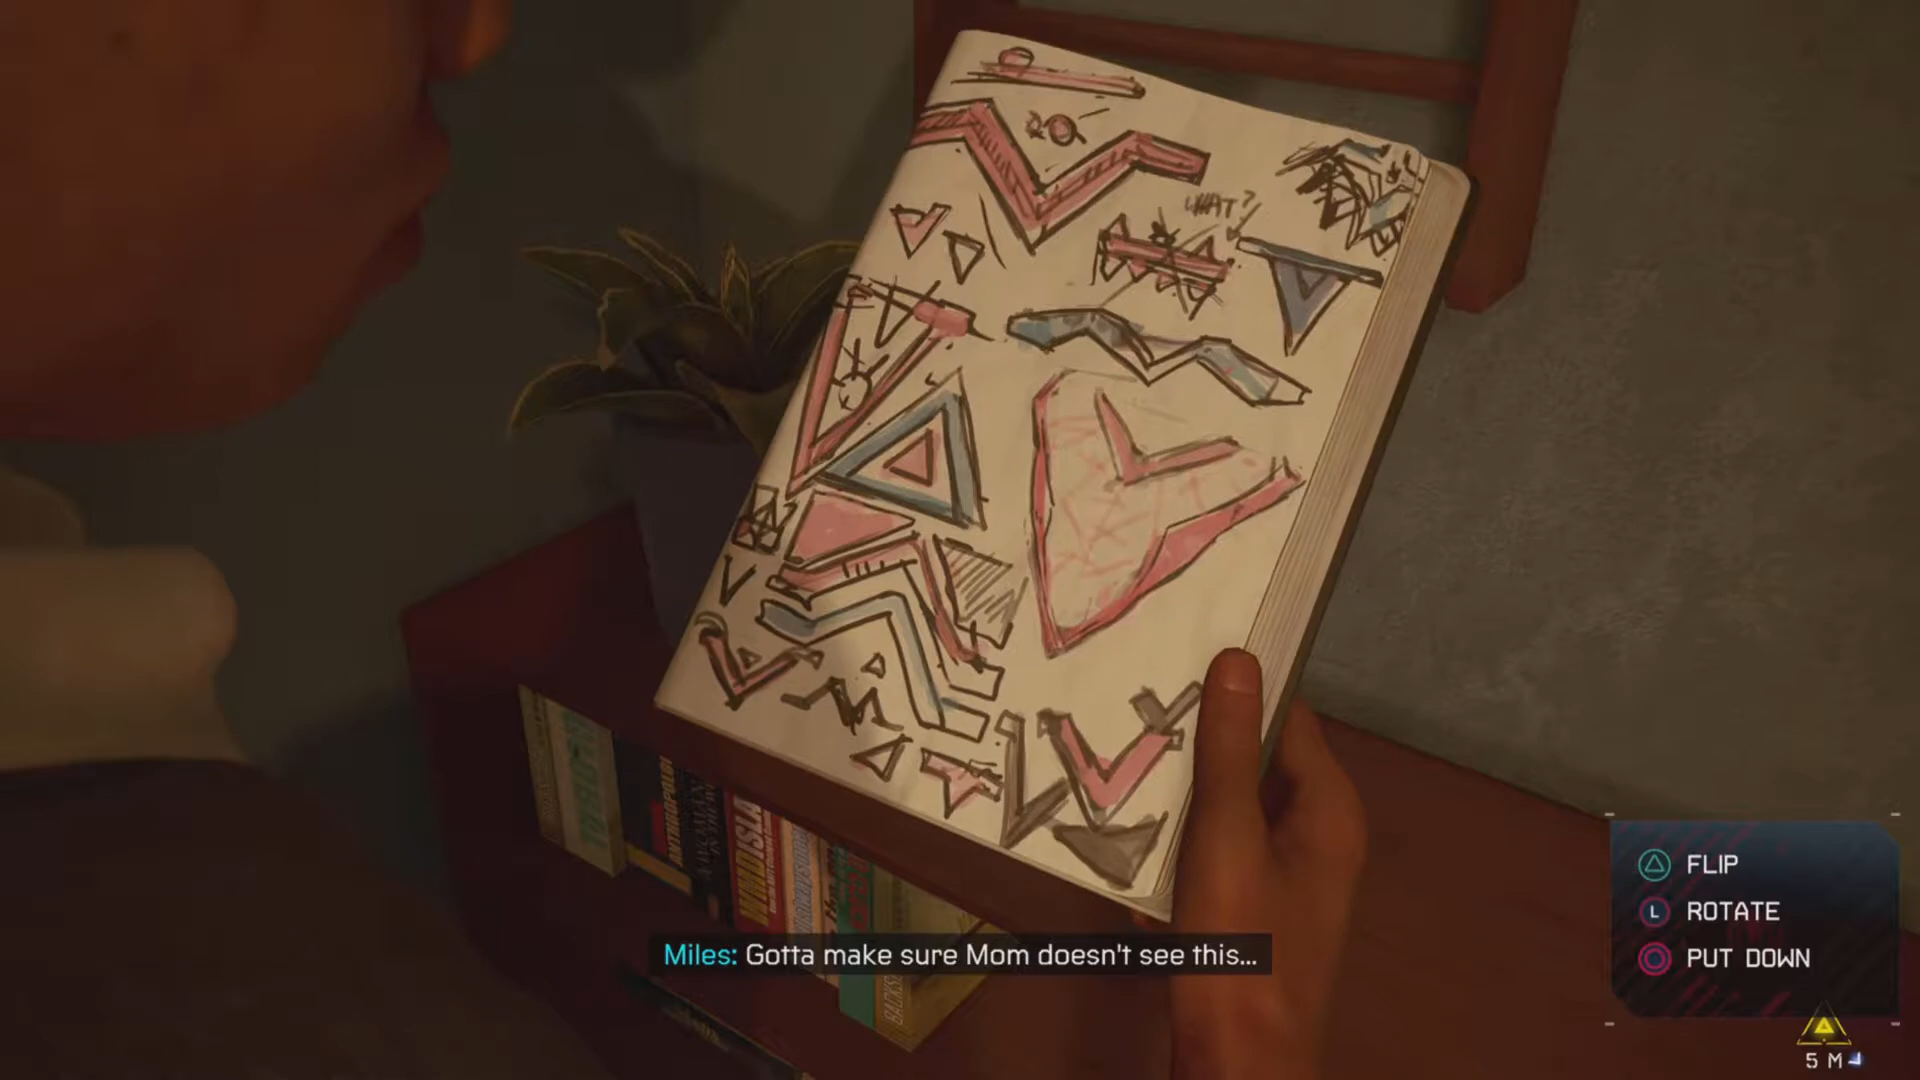 WHAT?
FLIP
L ROTATE
PUT DOWN
Miles: Gotta make sure Mom doesn't see this...
5 M